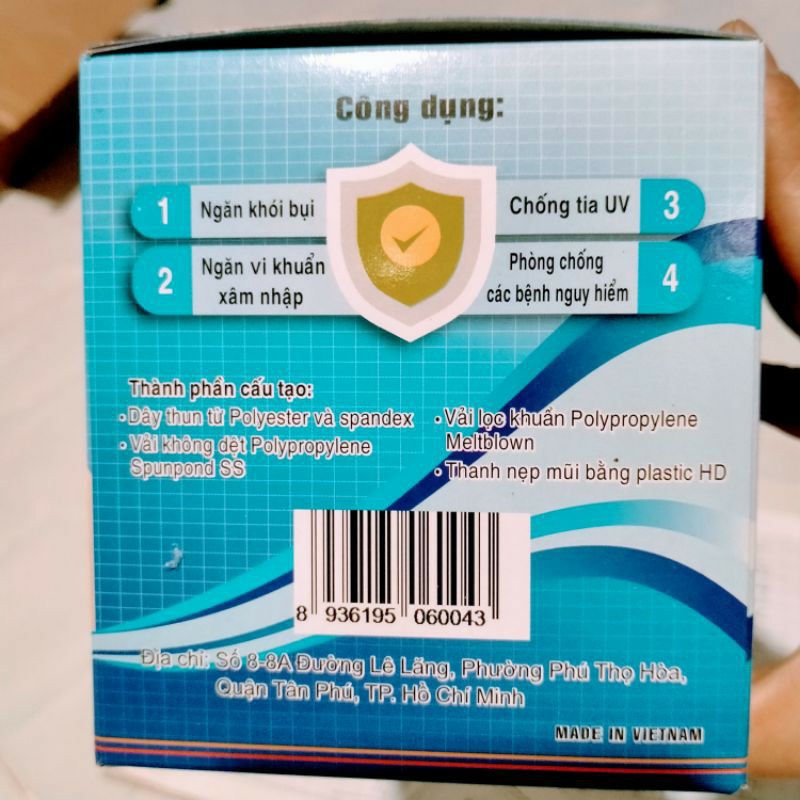 Công dụng:
1 Ngăn khói bụi
2 Ngăn vi khuẩn
xâm nhập
Chống tia UV 3
Phòng chống
các bệnh nguy hiểm 4
Thành phần cấu tạo:
• Dây thun từ Polyester và spandex
• Vải không dệt Polypropylene
Spunpond SS
• Vải lọc khuẩn Polypropylene
Meltblown
• Thanh nẹp mũi bằng plastic HD
8 936195 060043
Địa chỉ: Số 8-8A Đường Lê Lăng, Phường Phú Thọ Hòa,
Quận Tân Phú, TP. Hồ Chí Minh
MADE IN VIETNAM